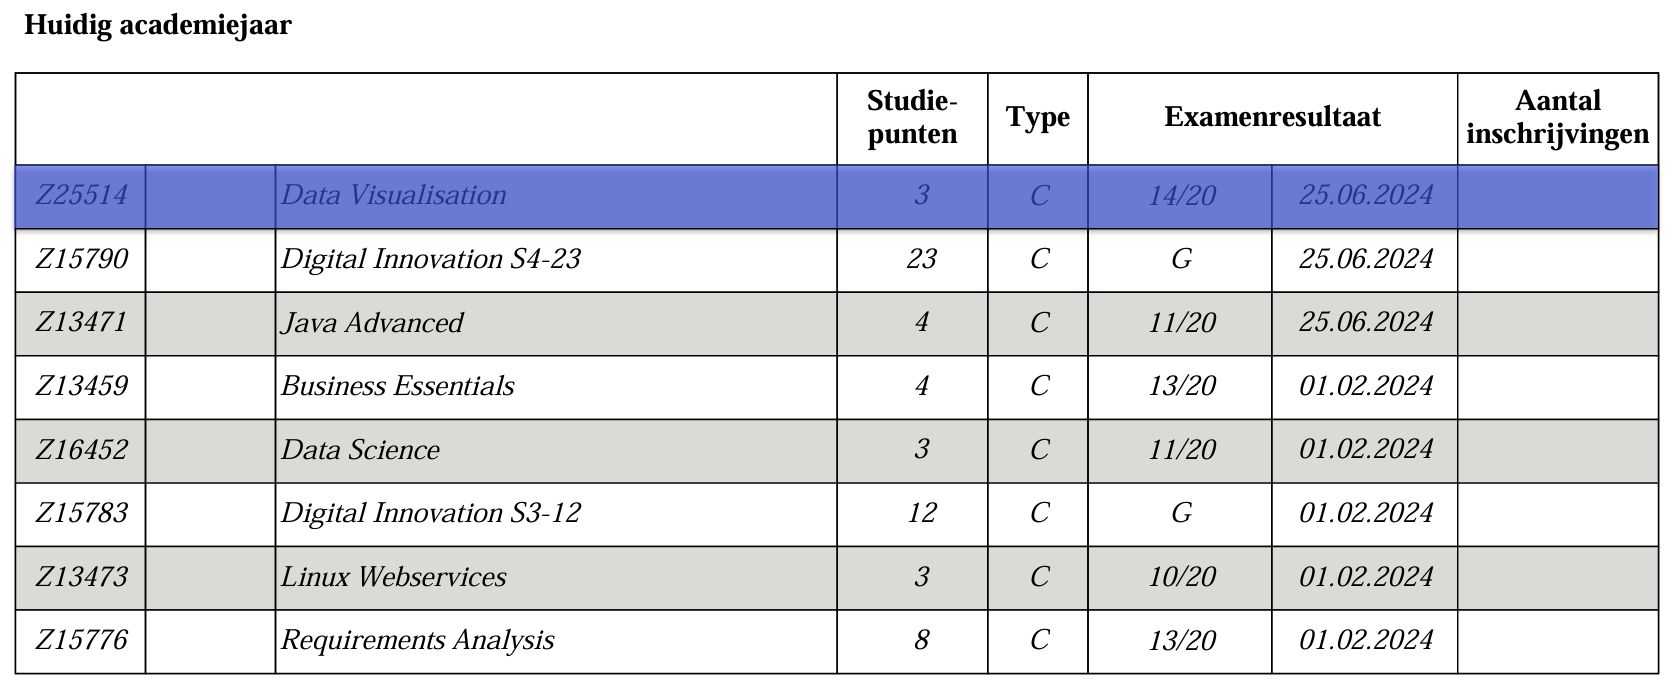 Huidig academiejaar
Studie-
punten
Type
Examenresultaat
Aantal
inschrijvingen
Z25514 Data Visualisation 3 C 14/20 25.06.2024
Z15790 Digital Innovation S4-23 23 C G 25.06.2024
Z13471 Java Advanced 4 C 11/20 25.06.2024
Z13459 Business Essentials 4 C 13/20 01.02.2024
Z16452 Data Science 3 C 11/20 01.02.2024
Z15783 Digital Innovation S3-12 12 C G 01.02.2024
Z13473 Linux Webservices 3 C 10/20 01.02.2024
Z15776 Requirements Analysis 8 C 13/20 01.02.2024